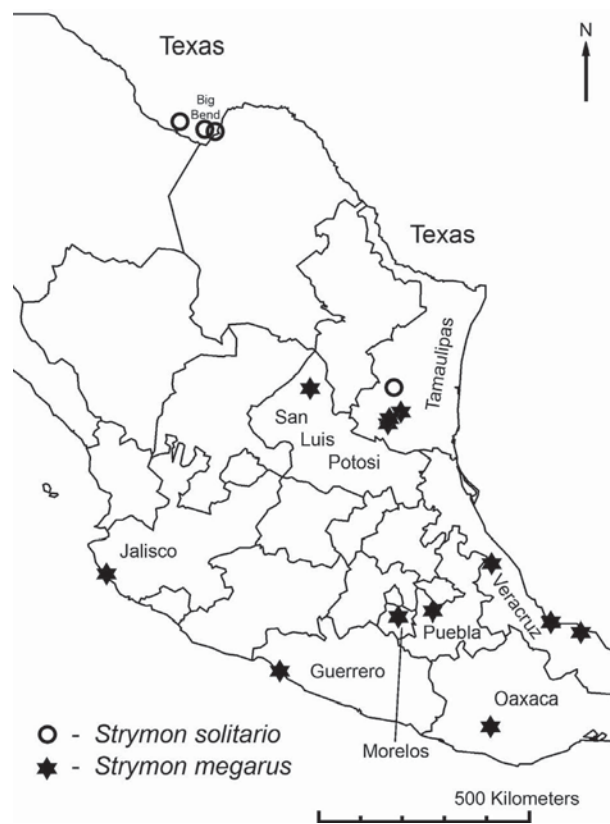 Texas
N
Big
Bend
Texas
Tamaulipas
San
Luis
Potosi
Jalisco
Veracruz
Puebla
Guerrero
Oaxaca
- Strymon solitario
Morelos
- Strymon megarus
500 Kilometers